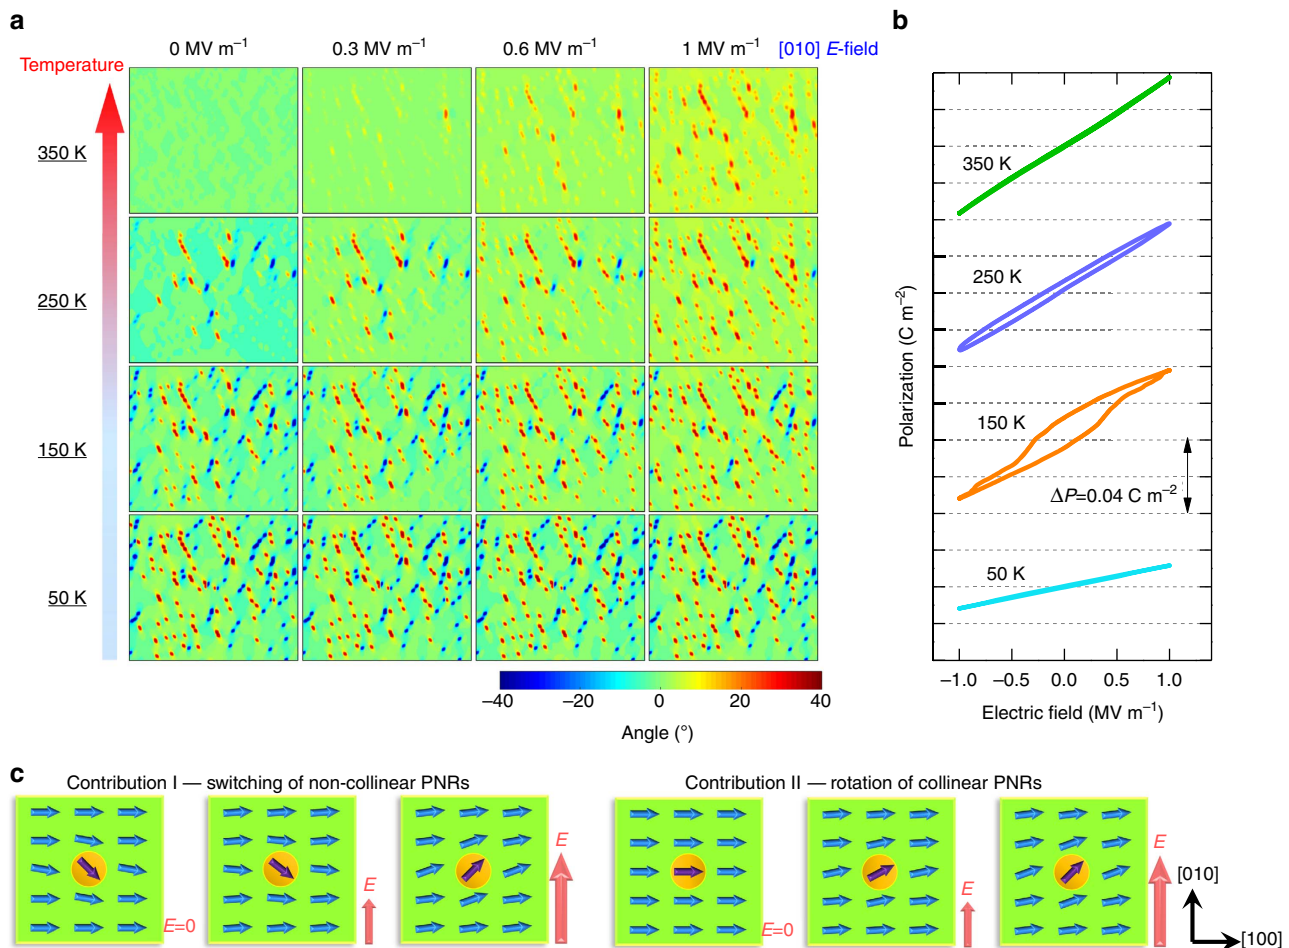 a
0 MV m⁻¹ 0.3 MV m⁻¹ 0.6 MV m⁻¹ 1 MV m⁻¹ [010] E-field
Temperature
350 K
250 K
150 K
50 K
−40 −20 0 20 40
Angle (°)
b
Polarization (C m⁻²)
350 K
250 K
150 K
ΔP=0.04 C m⁻²
50 K
−1.0 −0.5 0.0 0.5 1.0
Electric field (MV m⁻¹)
c
Contribution I — switching of non-collinear PNRs
E=0
E
E
Contribution II — rotation of collinear PNRs
E=0
E
E
[010]
[100]